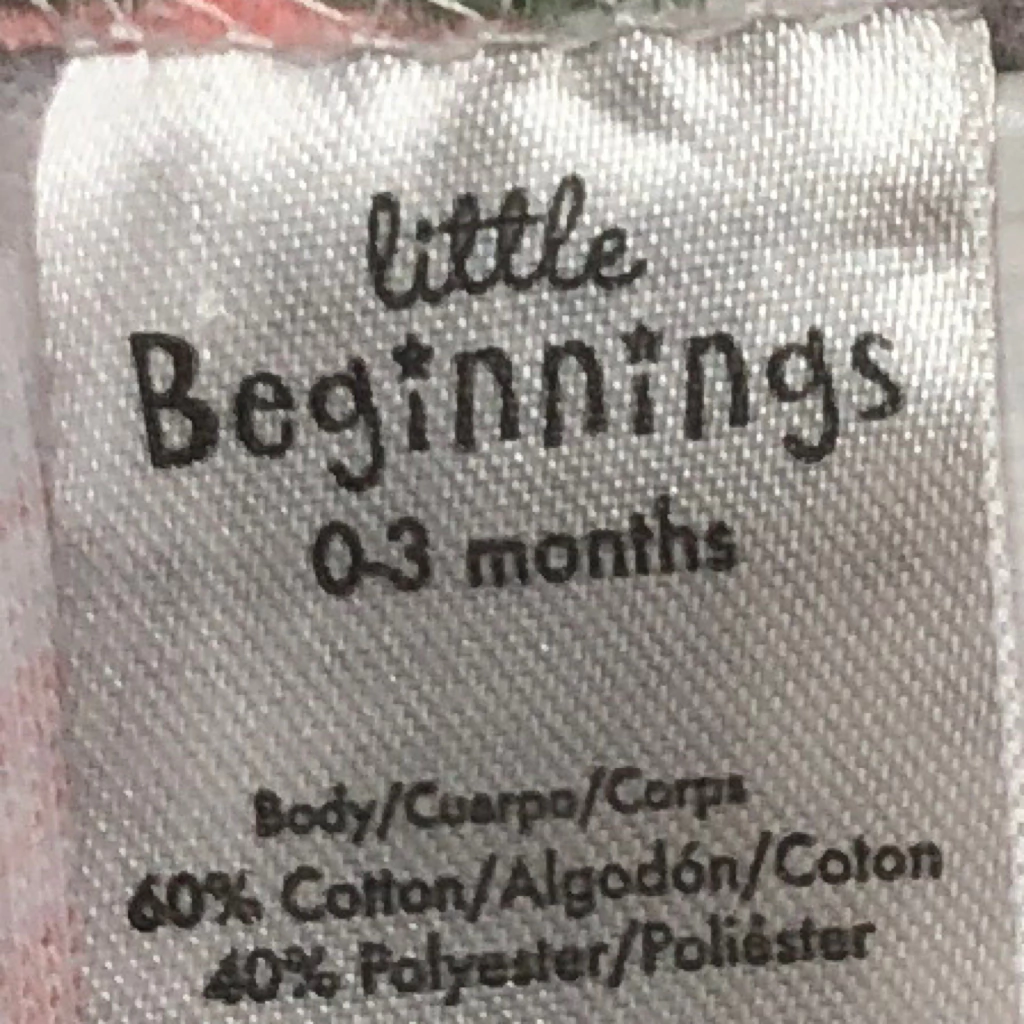 little
Beginnings
0-3 months
Body/Cuerpo/Corps
60% Cotton/Algodón/Coton
40% Polyester/Poliéster